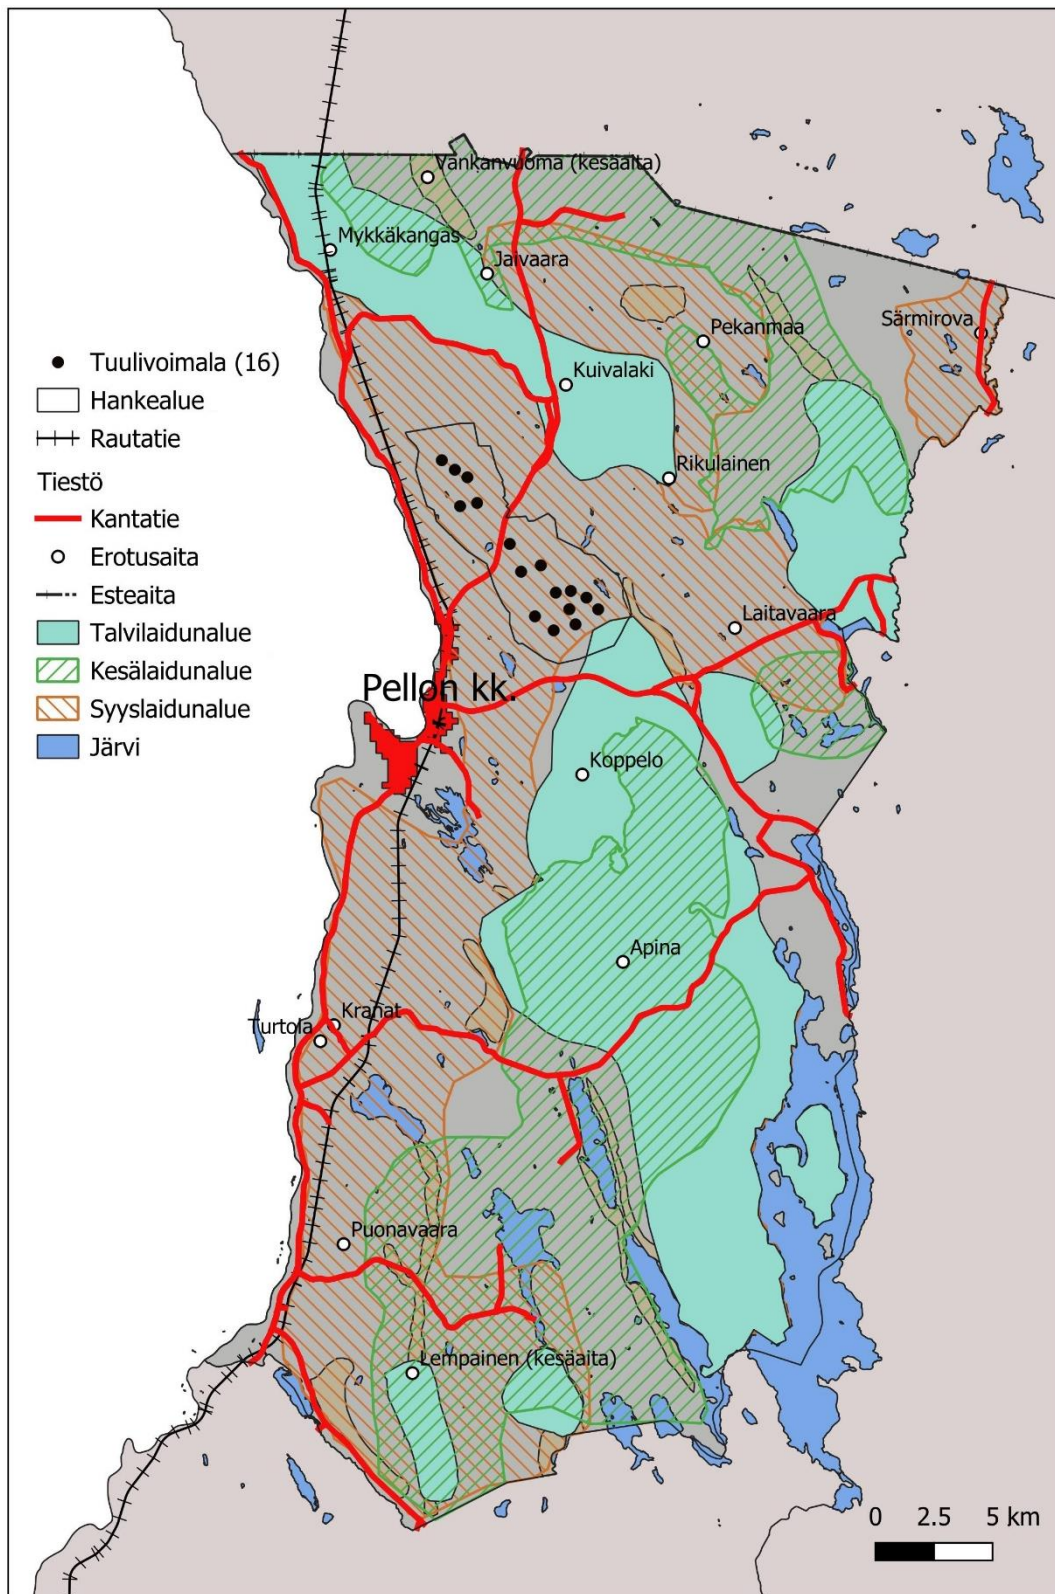 Vankanvuoma (kesäaita)
Mykkäkangas
Jaivaara
Särmirova
Pekanmaa
Kuivalaki
Rikulainen
Tuulivoimala (16)
Hankealue
Rautatie
Tiestö
Kantatie
Erotusaita
Esteaita
Talvilaidunalue
Kesälaidunalue
Syyslaidunalue
Järvi
Laitavaara
Pellon kk.
Koppelo
Apina
Kranat
Turtola
Puonavaara
Lempainen (kesäaita)
0 2.5 5 km